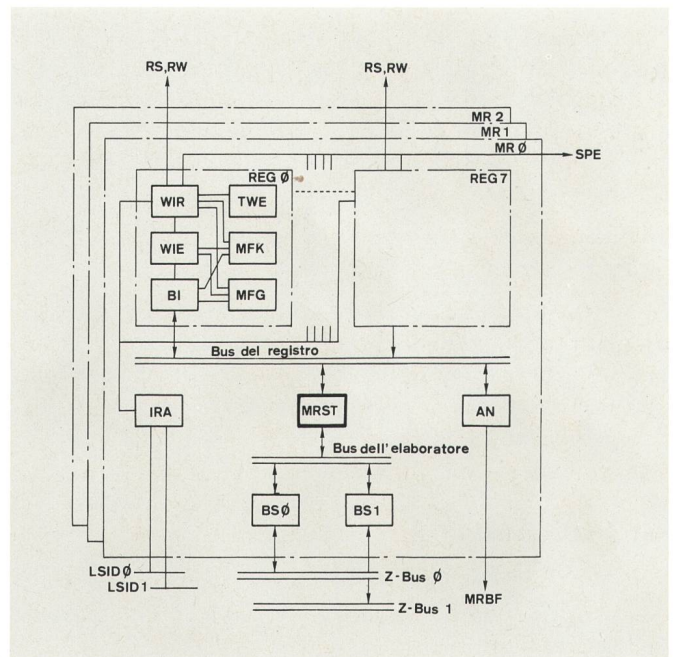 RS,RW RS,RW
MR 2
MR 1
MR Ø
SPE
REG Ø REG 7
WIR TWE
WIE MFK
BI MFG
Bus del registro
IRA MRST AN
Bus dell'elaboratore
BSØ BS1
LSIDØ Z-Bus Ø
LSID1 MRBF
Z-Bus 1